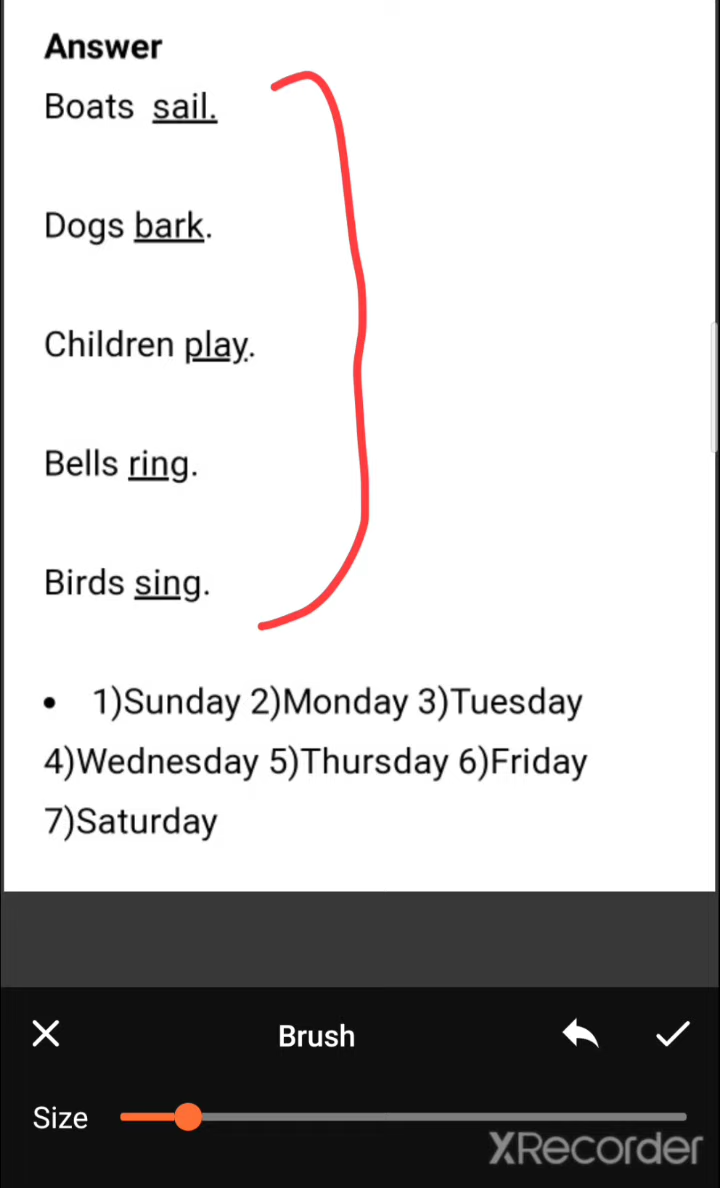 Answer
Boats sail.
Dogs bark.
Children play.
Bells ring.
Birds sing.
• 1)Sunday 2)Monday 3)Tuesday
4)Wednesday 5)Thursday 6)Friday
7)Saturday
Brush
Size
XRecorder